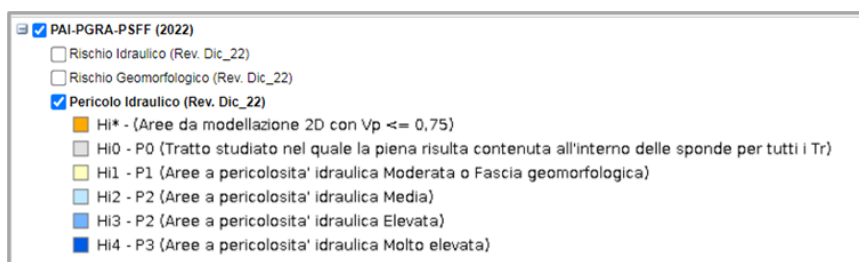 PAI-PGRA-PSFF (2022)
Rischio Idraulico (Rev. Dic_22)
Rischio Geomorfologico (Rev. Dic_22)
Pericolo Idraulico (Rev. Dic_22)
Hi* - (Aree da modellazione 2D con Vp <= 0,75)
Hi0 - P0 (Tratto studiato nel quale la piena risulta contenuta all'interno delle sponde per tutti i Tr)
Hi1 - P1 (Aree a pericolosita' idraulica Moderata o Fascia geomorfologica)
Hi2 - P2 (Aree a pericolosita' idraulica Media)
Hi3 - P2 (Aree a pericolosita' idraulica Elevata)
Hi4 - P3 (Aree a pericolosita' idraulica Molto elevata)